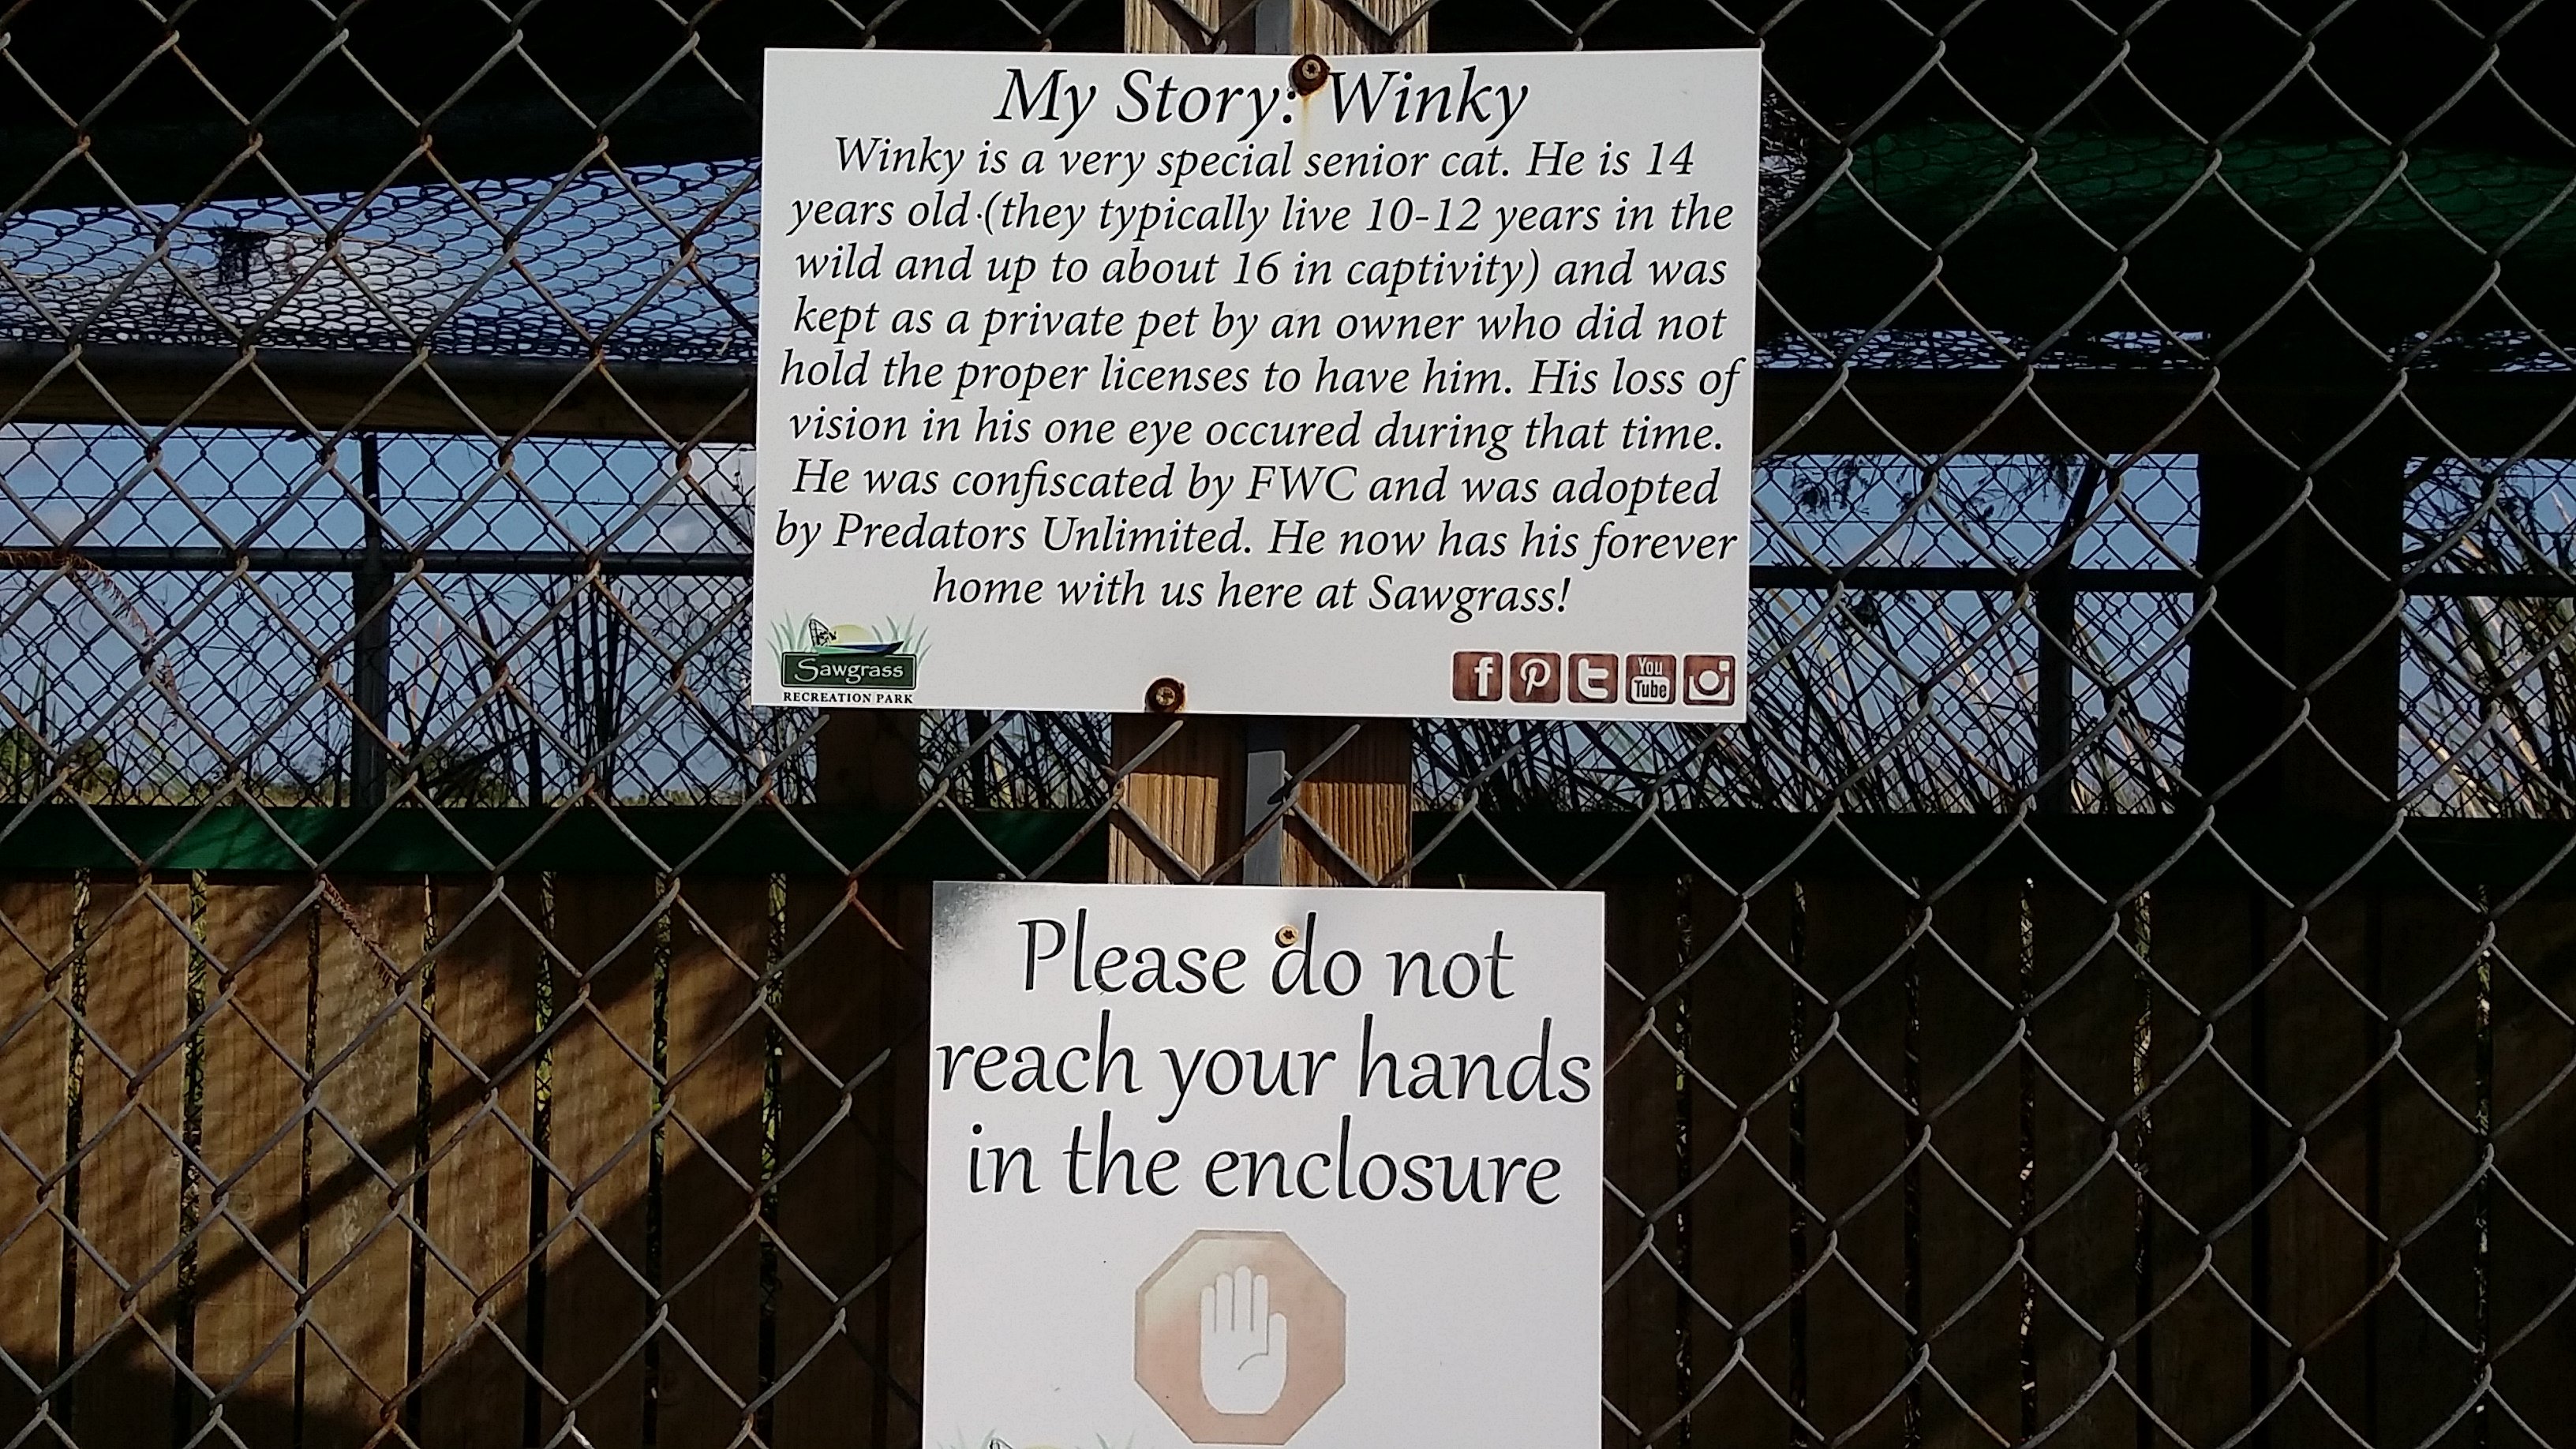 My Story: Winky
Winky is a very special senior cat. He is 14
years old (they typically live 10-12 years in the
wild and up to about 16 in captivity) and was
kept as a private pet by an owner who did not
hold the proper licenses to have him. His loss of
vision in his one eye occured during that time.
He was confiscated by FWC and was adopted
by Predators Unlimited. He now has his forever
home with us here at Sawgrass!
Sawgrass
RECREATION PARK
f P t You Tube
Please do not
reach your hands
in the enclosure